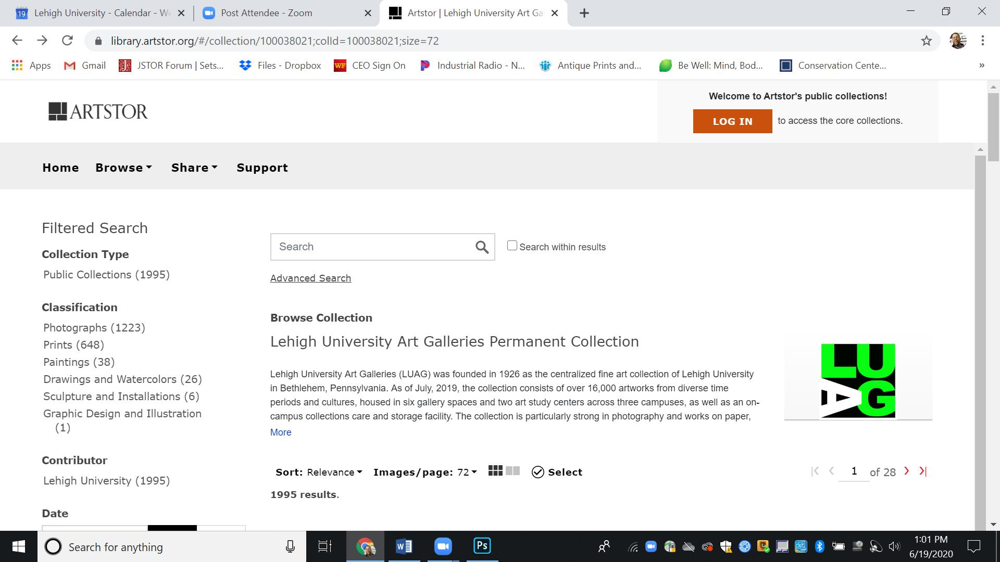 19 Lehigh University - Calendar - We
Post Attendee - Zoom
Artstor | Lehigh University Art Ga
library.artstor.org/#/collection/100038021;colId=100038021;size=72
Apps
Gmail
JSTOR Forum | Sets...
Files - Dropbox
WF CEO Sign On
Industrial Radio - N...
Antique Prints and...
Be Well: Mind, Bod...
Conservation Cente...
»
ARTSTOR
Welcome to Artstor's public collections!
LOG IN to access the core collections.
Home Browse Share Support
Filtered Search
Collection Type
Public Collections (1995)
Classification
Photographs (1223)
Prints (648)
Paintings (38)
Drawings and Watercolors (26)
Sculpture and Installations (6)
Graphic Design and Illustration
(1)
Contributor
Lehigh University (1995)
Date
Search
Search within results
Advanced Search
Browse Collection
Lehigh University Art Galleries Permanent Collection
Lehigh University Art Galleries (LUAG) was founded in 1926 as the centralized fine art collection of Lehigh University
in Bethlehem, Pennsylvania. As of July, 2019, the collection consists of over 16,000 artworks from diverse time
periods and cultures, housed in six gallery spaces and two art study centers across three campuses, as well as an on-
campus collections care and storage facility. The collection is particularly strong in photography and works on paper,
More
LU
AG
Sort: Relevance Images/page: 72 Select
1 of 28
1995 results.
Search for anything
Ps
1:01 PM
6/19/2020